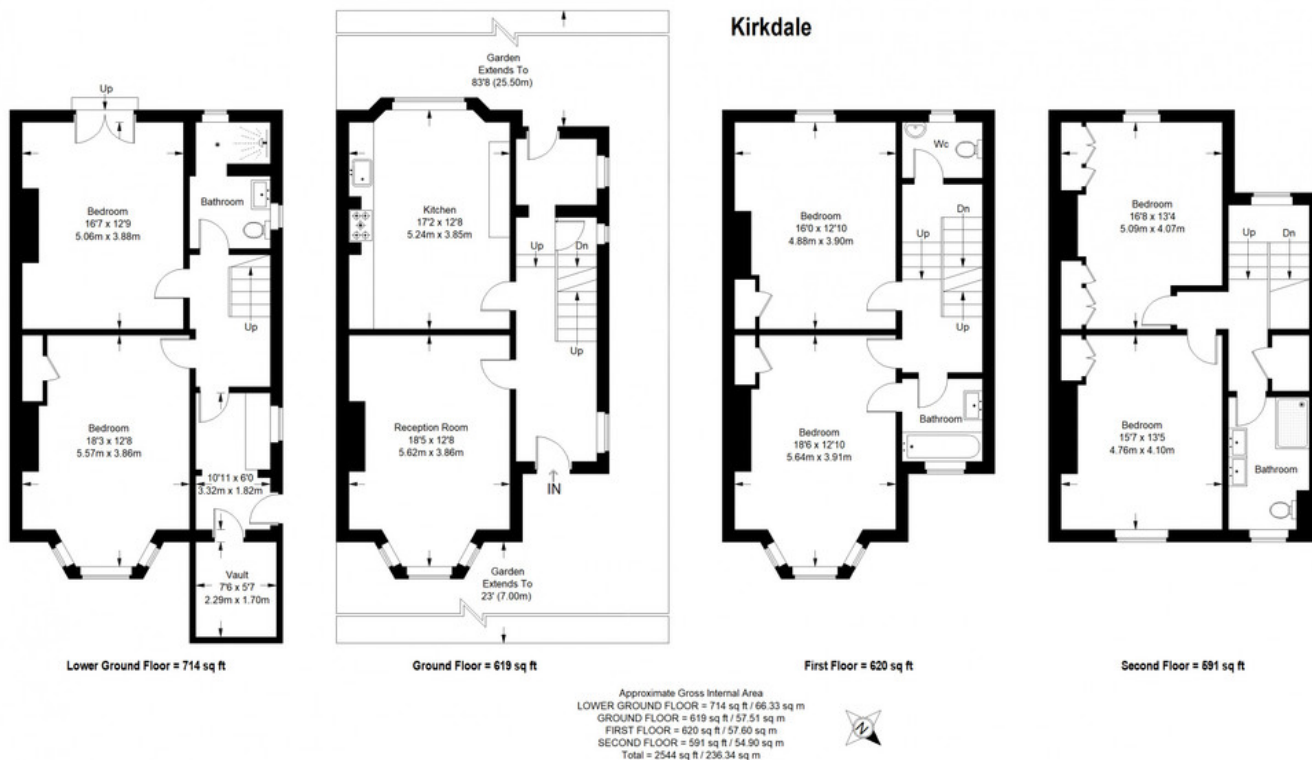 Kirkdale
Up
Bathroom
Bedroom
16'7 x 12'9
5.06m x 3.88m
Up
Bedroom
18'3 x 12'8
5.57m x 3.86m
10'11 x 6'0
3.32m x 1.82m
Vault
7'6 x 5'7
2.29m x 1.70m
Lower Ground Floor = 714 sq ft
Garden
Extends To
83'8 (25.50m)
Kitchen
17'2 x 12'8
5.24m x 3.85m
Up
Dn
Up
Reception Room
18'5 x 12'8
5.62m x 3.86m
IN
Garden
Extends To
23' (7.00m)
Ground Floor = 619 sq ft
Wc
Bedroom
16'0 x 12'10
4.88m x 3.90m
Dn
Up
Up
Bedroom
18'6 x 12'10
5.64m x 3.91m
Bathroom
First Floor = 620 sq ft
Bedroom
16'8 x 13'4
5.09m x 4.07m
Up
Dn
Bedroom
15'7 x 13'5
4.76m x 4.10m
Bathroom
Second Floor = 591 sq ft
Approximate Gross Internal Area
LOWER GROUND FLOOR = 714 sq ft / 66.33 sq m
GROUND FLOOR = 619 sq ft / 57.51 sq m
FIRST FLOOR = 620 sq ft / 57.60 sq m
SECOND FLOOR = 591 sq ft / 54.90 sq m
Total = 2544 sq ft / 236.34 sq m
N